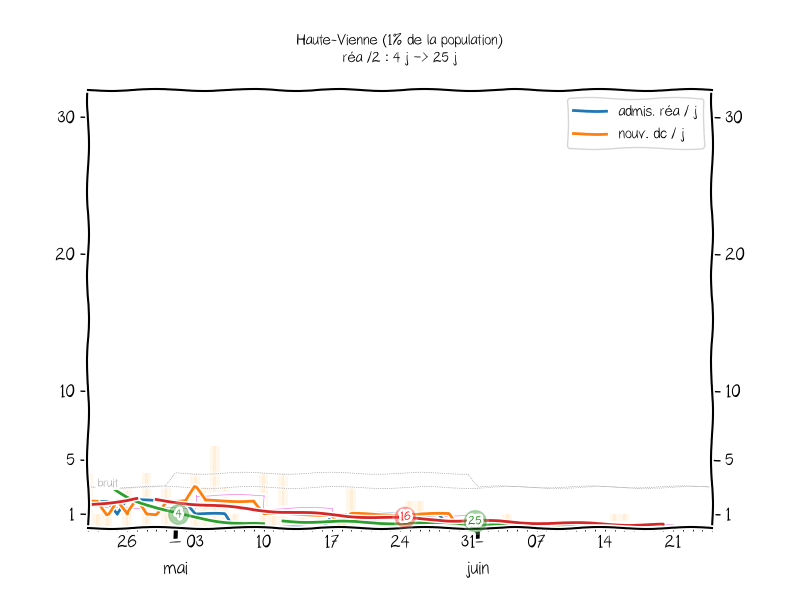 Haute-Vienne (1% de la population)
réa /2 : 4 j -> 25 j
admis. réa / j
nouv. dc / j
30 30
20 20
10 10
5 5
bruit
1 4 16 25 1
26 03 10 17 24 31 07 14 21
mai juin